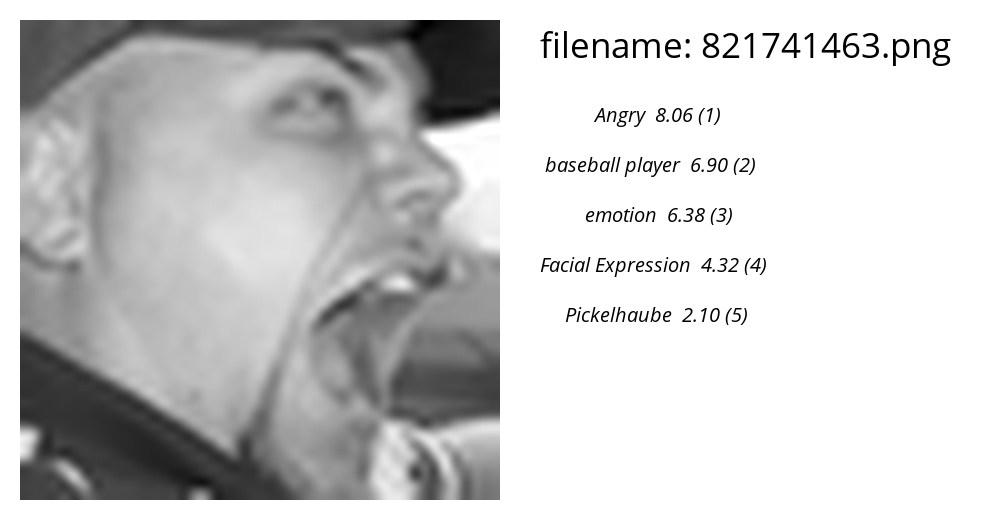 filename: 821741463.png
Angry 8.06 (1)
baseball player 6.90 (2)
emotion 6.38 (3)
Facial Expression 4.32 (4)
Pickelhaube 2.10 (5)